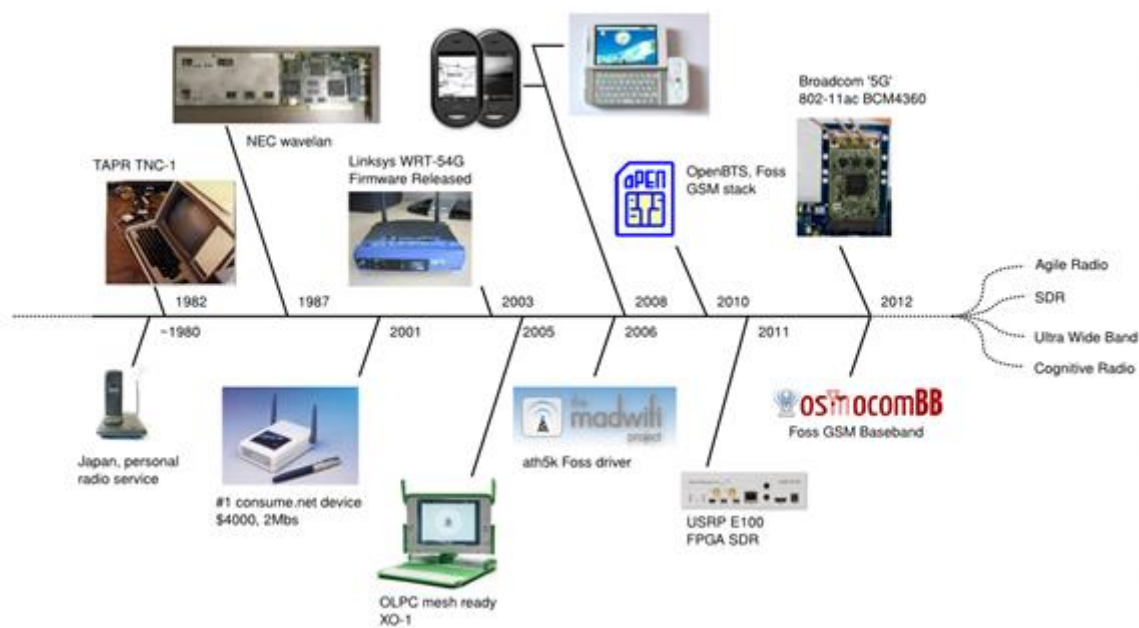 NEC wavelan
TAPR TNC-1
Linksys WRT-54G
Firmware Released
OPEN
BTS
OpenBTS, Foss
GSM stack
Broadcom '5G'
802-11ac BCM4360
1982
1987
2003
2008
2010
2012
~1980
2001
2005
2006
2011
Agile Radio
SDR
Ultra Wide Band
Cognitive Radio
Japan, personal
radio service
#1 consume.net device
$4000, 2Mbs
OLPC mesh ready
XO-1
the
madwifi
project
ath5k Foss driver
USRP E100
FPGA SDR
osmocomBB
Foss GSM Baseband